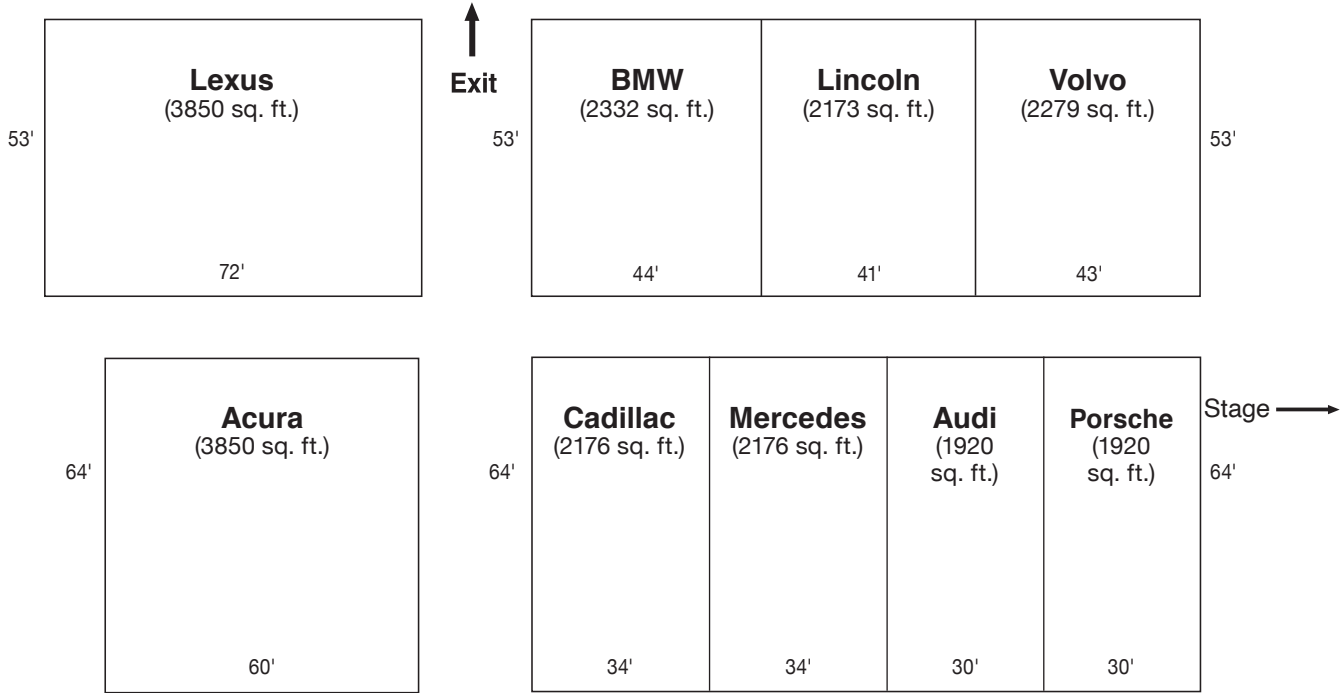 Exit
Lexus
(3850 sq. ft.)
53'
72'
BMW
(2332 sq. ft.)
53'
44'
Lincoln
(2173 sq. ft.)
41'
Volvo
(2279 sq. ft.)
53'
43'
Acura
(3850 sq. ft.)
64'
60'
Cadillac
(2176 sq. ft.)
64'
34'
Mercedes
(2176 sq. ft.)
34'
Audi
(1920
sq. ft.)
30'
Porsche
(1920
sq. ft.)
30'
Stage
64'